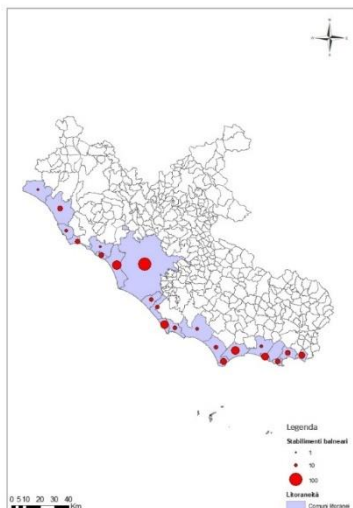 Legenda
Stabilimenti balneari
1
10
100
Litoraneità
Comuni litoranei
0 5 10 20 30 40
Km